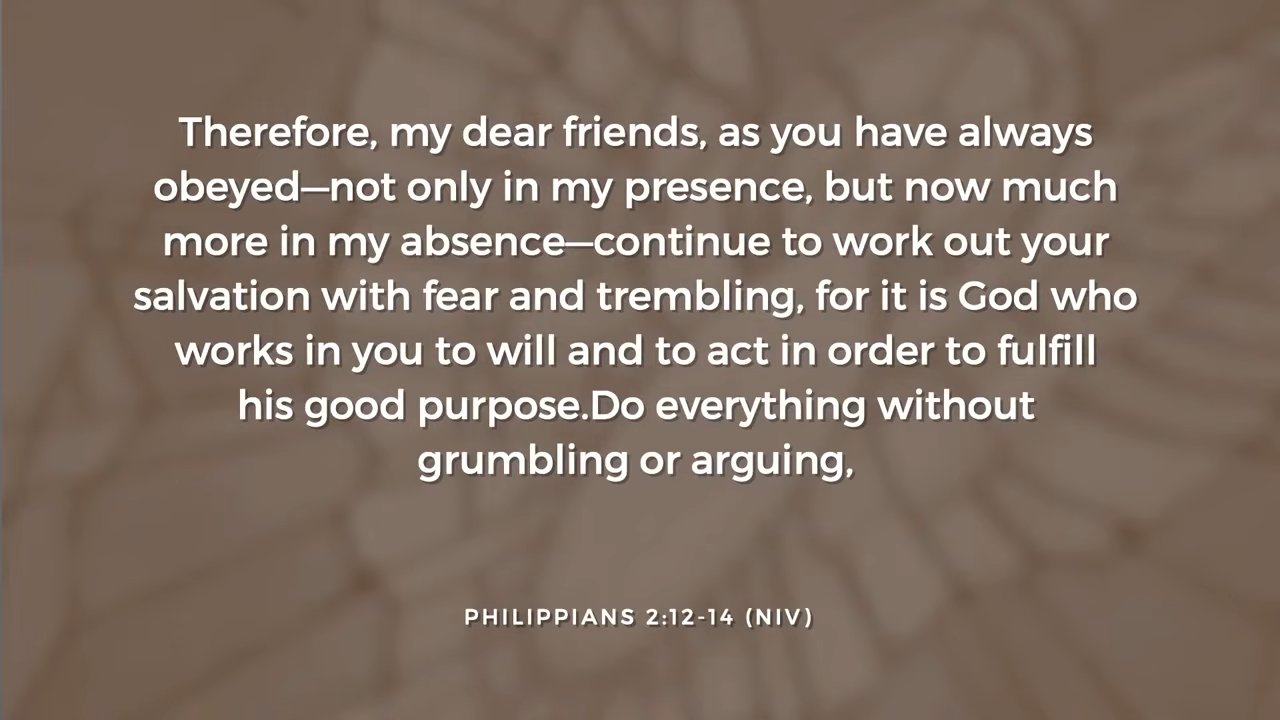 Therefore, my dear friends, as you have always
obeyed—not only in my presence, but now much
more in my absence—continue to work out your
salvation with fear and trembling, for it is God who
works in you to will and to act in order to fulfill
his good purpose.Do everything without
grumbling or arguing,
PHILIPPIANS 2:12-14 (NIV)